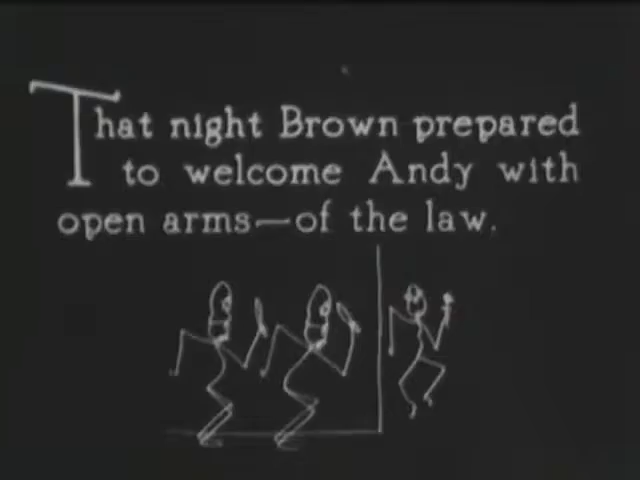 That night Brown prepared
to welcome Andy with
open arms—of the law.